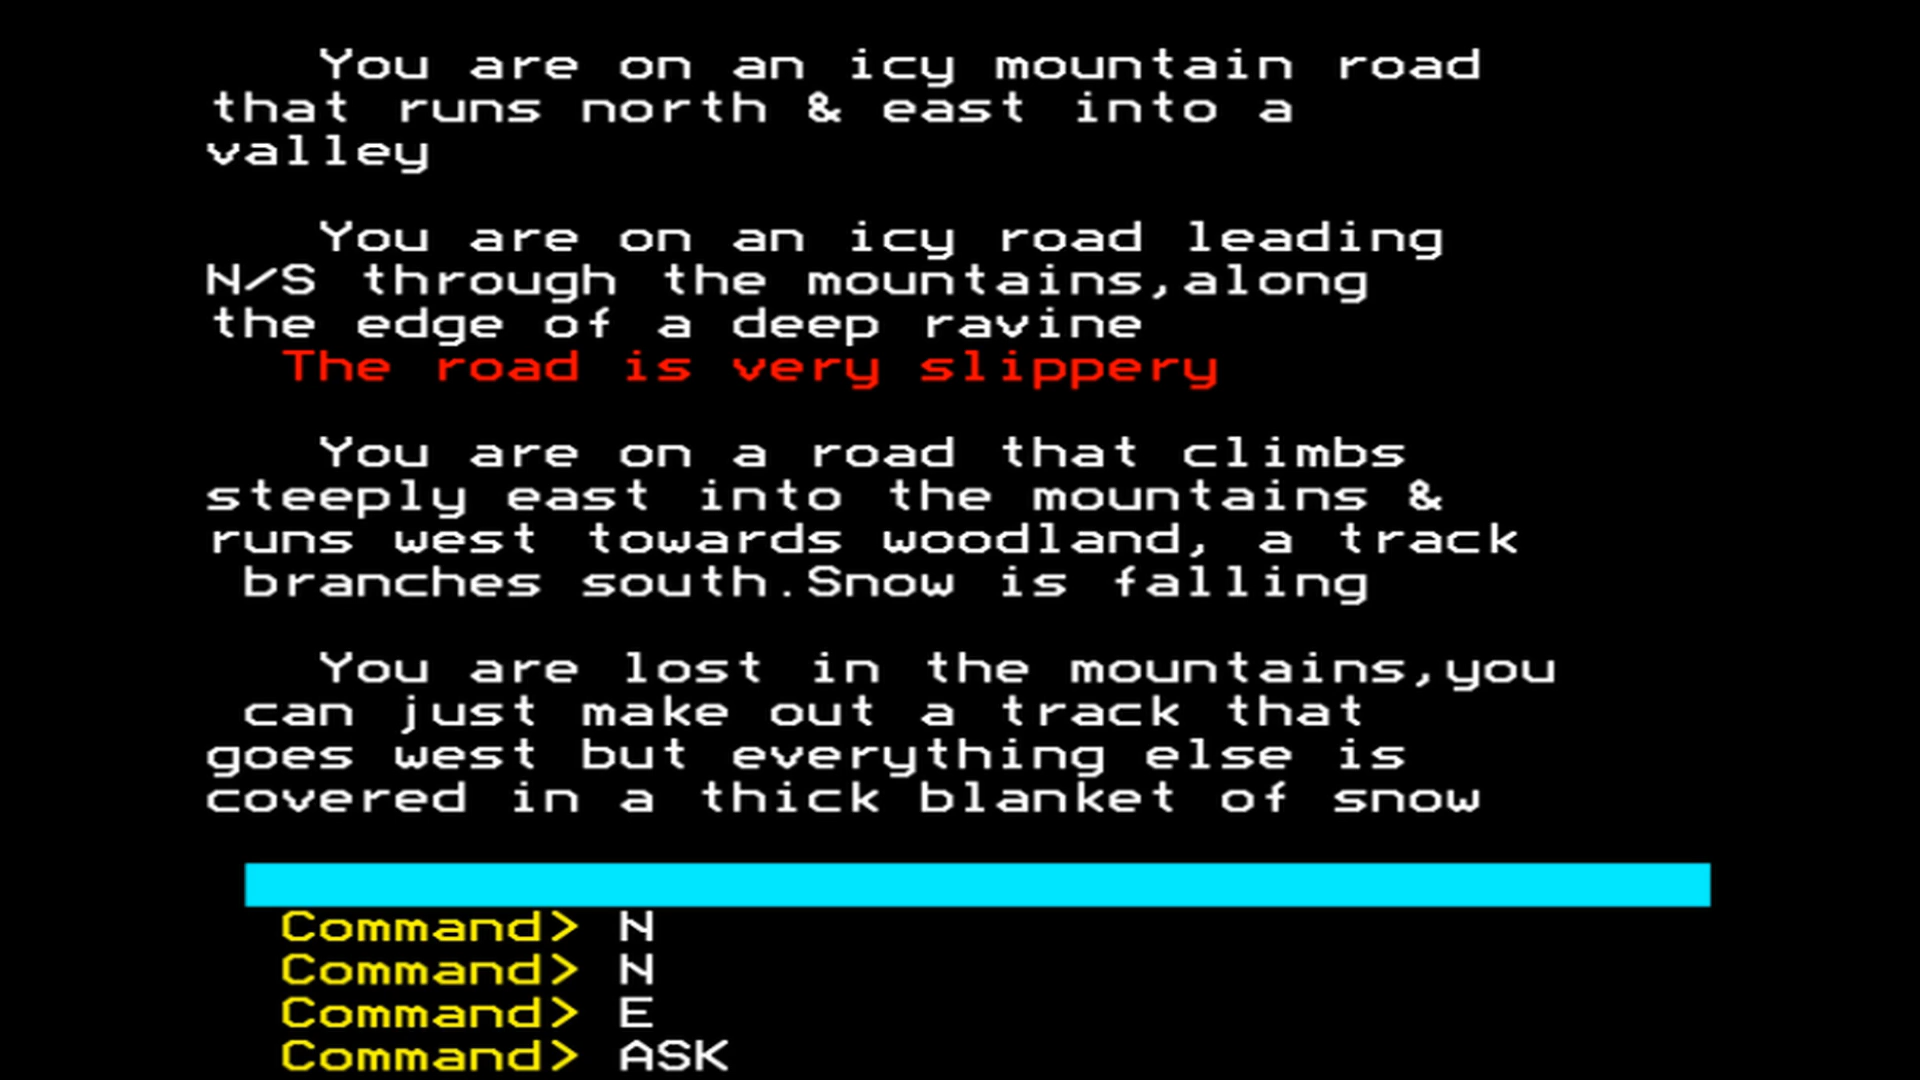 You are on an icy mountain road
that runs north & east into a
valley
You are on an icy road leading
N/S through the mountains,along
the edge of a deep ravine
The road is very slippery
You are on a road that climbs
steeply east into the mountains &
runs west towards woodland, a track
branches south.Snow is falling
You are lost in the mountains,you
can just make out a track that
goes west but everything else is
covered in a thick blanket of snow
Command> N
Command> N
Command> E
Command> ASK